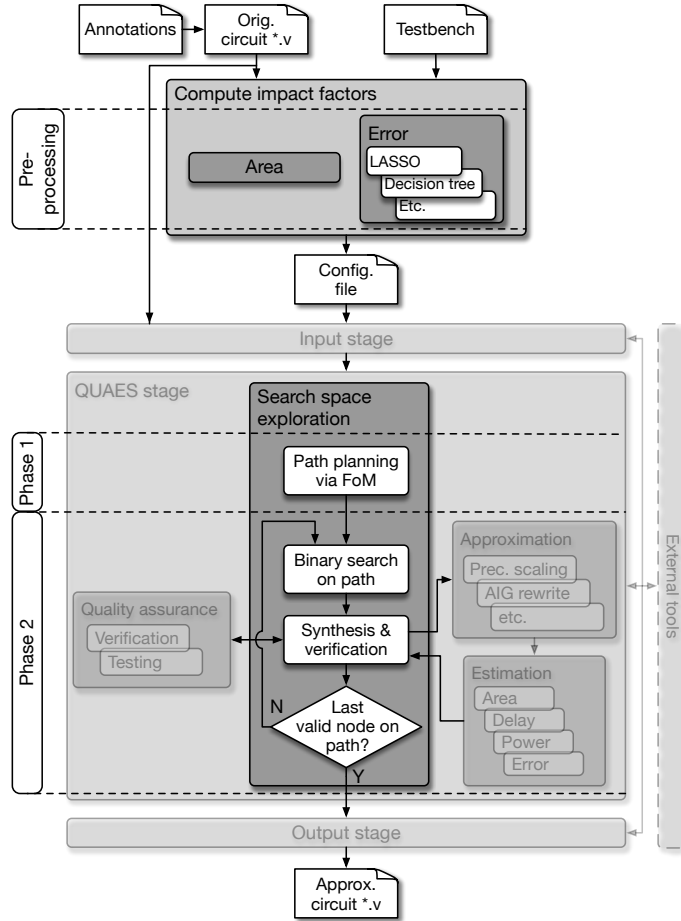 Annotations
Orig.
circuit *.v
Testbench
Compute impact factors
Pre-
processing
Area
Error
LASSO
Decision tree
Etc.
Config.
file
Input stage
QUAES stage
Search space
exploration
Phase 1
Path planning
via FoM
Phase 2
Binary search
on path
Approximation
Prec. scaling
AIG rewrite
etc.
External tools
Quality assurance
Verification
Testing
Synthesis &
verification
Estimation
Area
Delay
Power
Error
N
Last
valid node on
path?
Y
Output stage
Approx.
circuit *.v